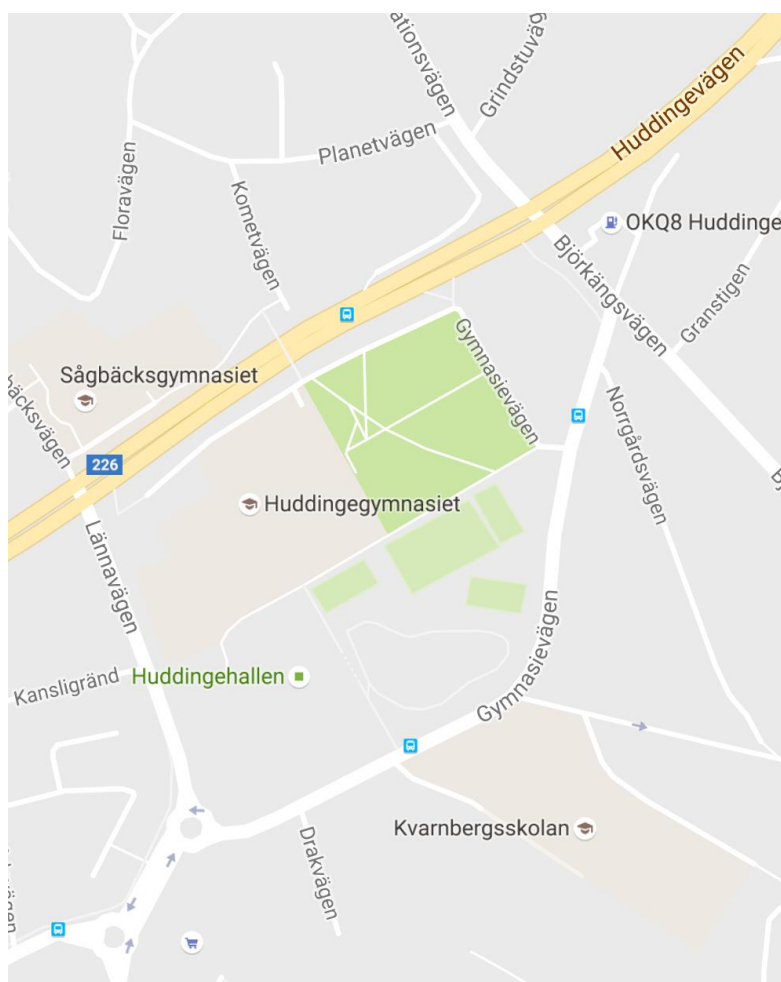 ationsvägen
Grindstuväg
Huddingevägen
Planetvägen
Floravägen
Kometvägen
OKQ8 Huddinge
Björkängsvägen
Granstigen
Gymnasievägen
Sågbäcksgymnasiet
bäcksvägen
Norrgårdsvägen
226
Huddingegymnasiet
Lännavägen
Gymnasievägen
Kansligränd
Huddingehallen
Kvarnbergsskolan
Drakvägen